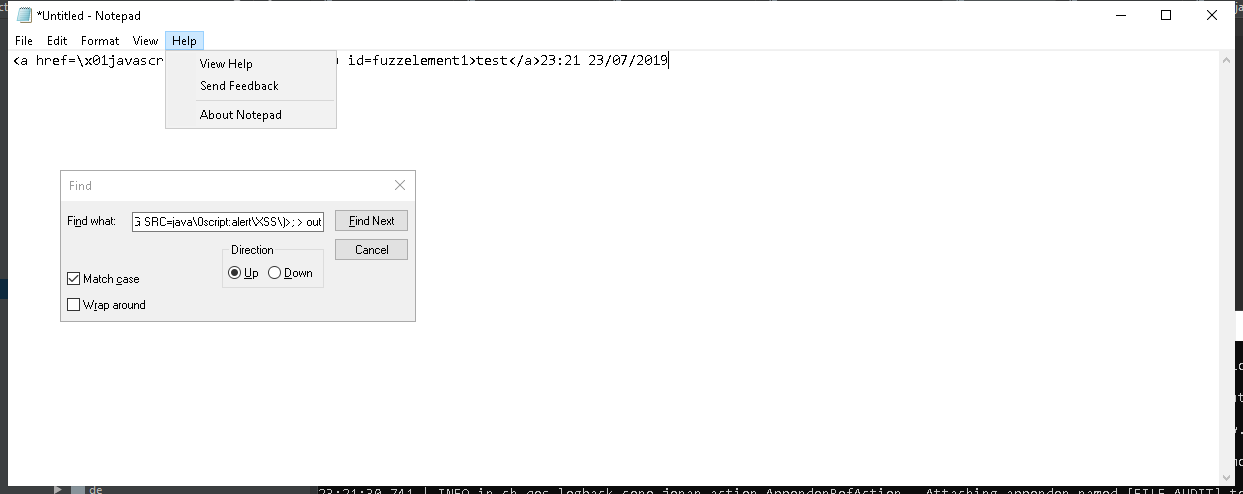 *Untitled - Notepad
File Edit Format View Help
<a href=\x01javascr id=fuzzelement1>test</a>23:21 23/07/2019
View Help
Send Feedback
About Notepad
Find
Find what: G SRC=java\0script:alert\XSS\)>; > out Find Next
Direction Cancel
Up Down
Match case
Wrap around
de
23:21:30,741 | INFO in ch.qos.logback.core.joran.action.AppenderRefAction - Attaching appender named [FILE_AUDIT] t